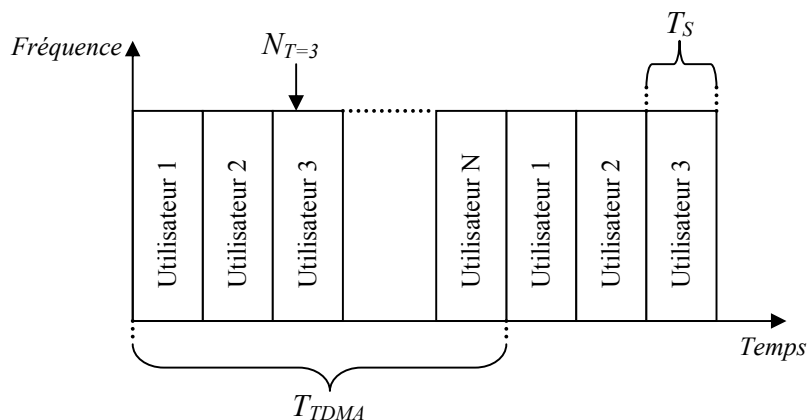 T_S
Fréquence
N_{T=3}
Utilisateur 1
Utilisateur 2
Utilisateur 3
Utilisateur N
Utilisateur 1
Utilisateur 2
Utilisateur 3
Temps
T_{TDMA}